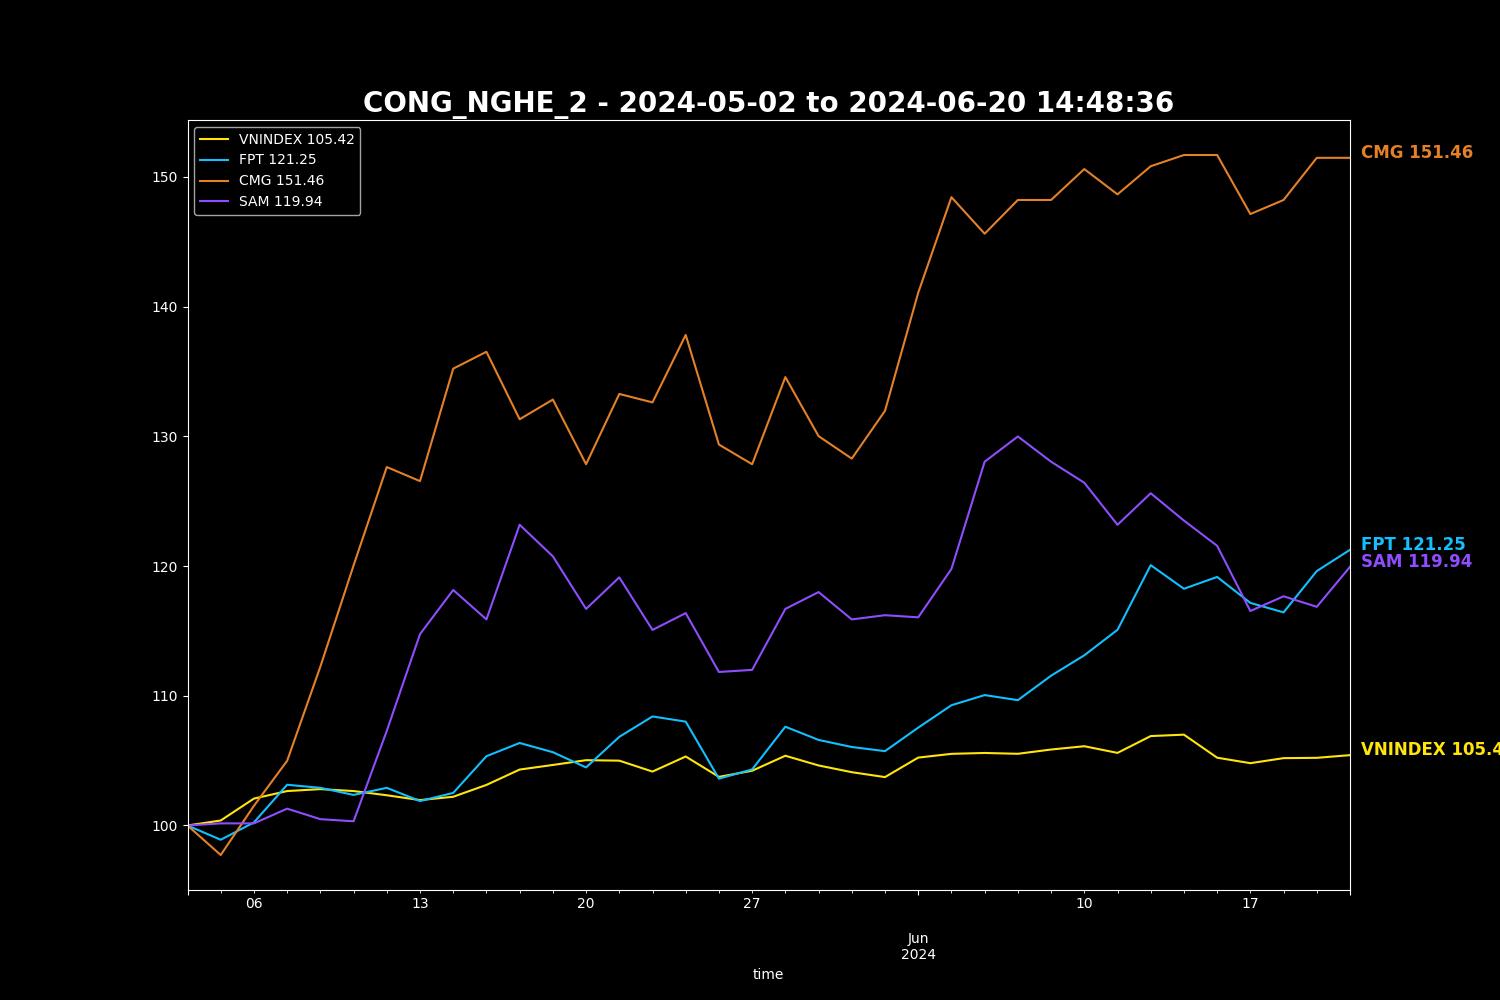 CONG_NGHE_2 - 2024-05-02 to 2024-06-20 14:48:36
VNINDEX 105.42
FPT 121.25
CMG 151.46
SAM 119.94
150
140
130
120
110
100
CMG 151.46
FPT 121.25
SAM 119.94
VNINDEX 105.4
06 13 20 27 10 17
Jun
2024
time